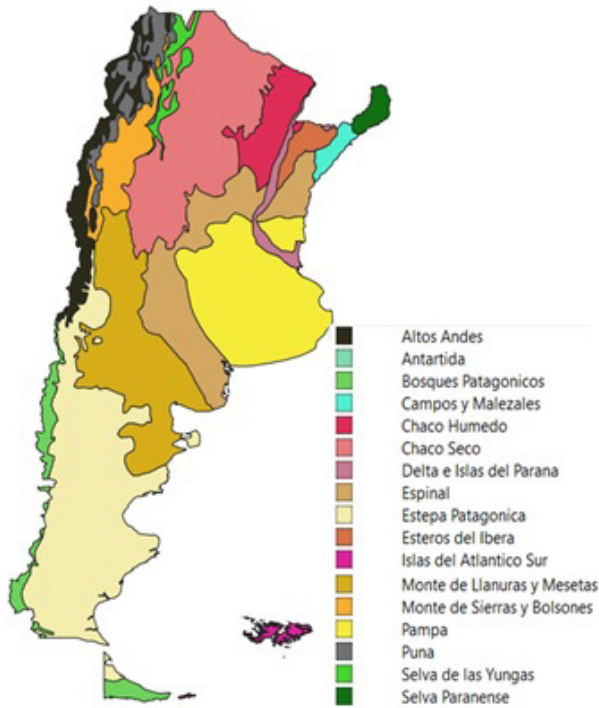 Altos Andes
Antartida
Bosques Patagonicos
Campos y Malezales
Chaco Humedo
Chaco Seco
Delta e Islas del Parana
Espinal
Estepa Patagonica
Esteros del Ibera
Islas del Atlantico Sur
Monte de Llanuras y Mesetas
Monte de Sierras y Bolsones
Pampa
Puna
Selva de las Yungas
Selva Paranense